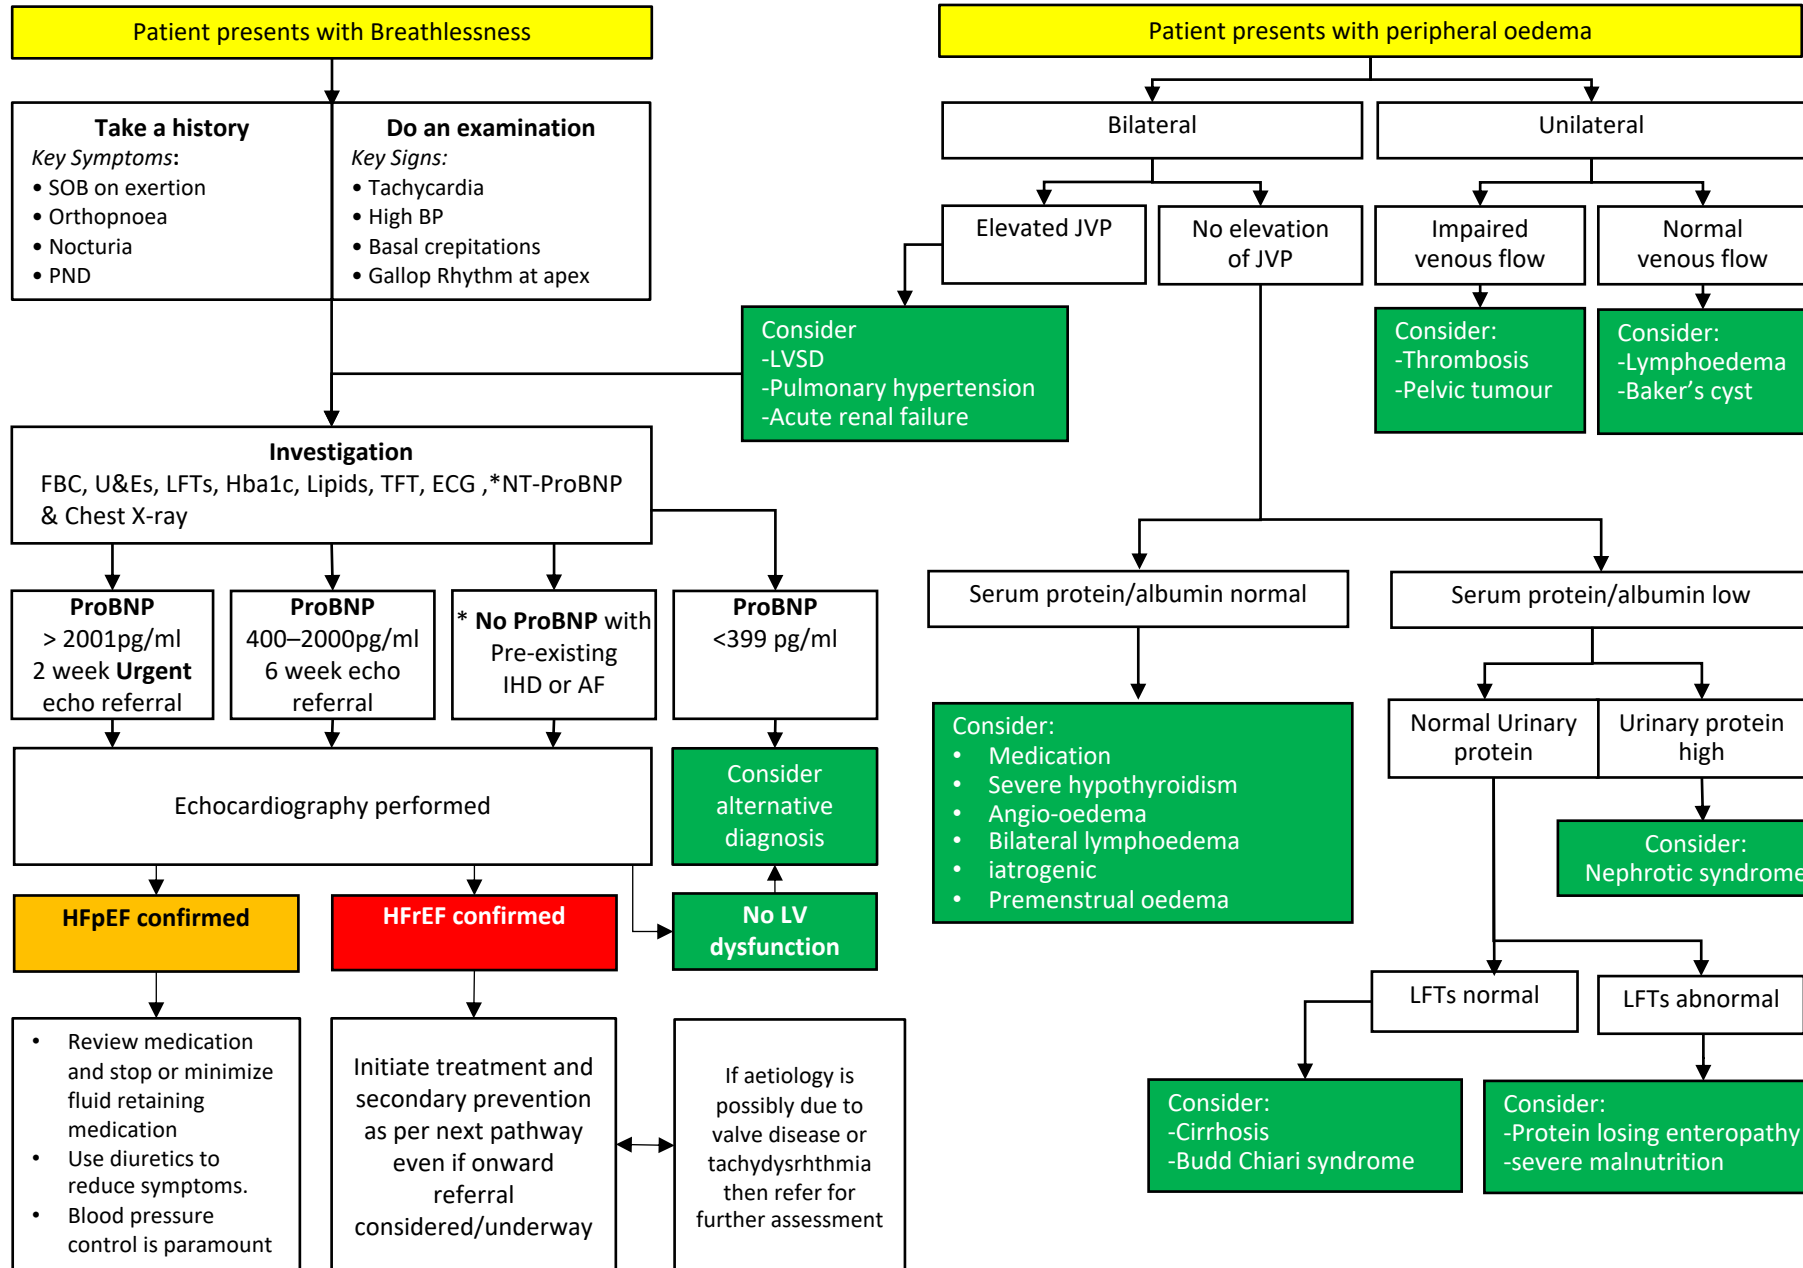 Patient presents with Breathlessness
Take a history
Key Symptoms:
• SOB on exertion
• Orthopnoea
• Nocturia
• PND
Do an examination
Key Signs:
• Tachycardia
• High BP
• Basal crepitations
• Gallop Rhythm at apex
Investigation
FBC, U&Es, LFTs, Hba1c, Lipids, TFT, ECG ,*NT-ProBNP
& Chest X-ray
ProBNP
> 2001pg/ml
2 week Urgent
echo referral
ProBNP
400–2000pg/ml
6 week echo
referral
* No ProBNP with
Pre-existing
IHD or AF
ProBNP
<399 pg/ml
Echocardiography performed
Consider
alternative
diagnosis
HFpEF confirmed
HFrEF confirmed
No LV
dysfunction
• Review medication
and stop or minimize
fluid retaining
medication
• Use diuretics to
reduce symptoms.
• Blood pressure
control is paramount
Initiate treatment and
secondary prevention
as per next pathway
even if onward
referral
considered/underway
If aetiology is
possibly due to
valve disease or
tachydysrhthmia
then refer for
further assessment
Patient presents with peripheral oedema
Bilateral
Unilateral
Elevated JVP
No elevation
of JVP
Impaired
venous flow
Normal
venous flow
Consider
-LVSD
-Pulmonary hypertension
-Acute renal failure
Consider:
-Thrombosis
-Pelvic tumour
Consider:
-Lymphoedema
-Baker’s cyst
Serum protein/albumin normal
Serum protein/albumin low
Consider:
• Medication
• Severe hypothyroidism
• Angio-oedema
• Bilateral lymphoedema
• iatrogenic
• Premenstrual oedema
Normal Urinary
protein
Urinary protein
high
Consider:
Nephrotic syndrome
LFTs normal
LFTs abnormal
Consider:
-Cirrhosis
-Budd Chiari syndrome
Consider:
-Protein losing enteropathy
-severe malnutrition